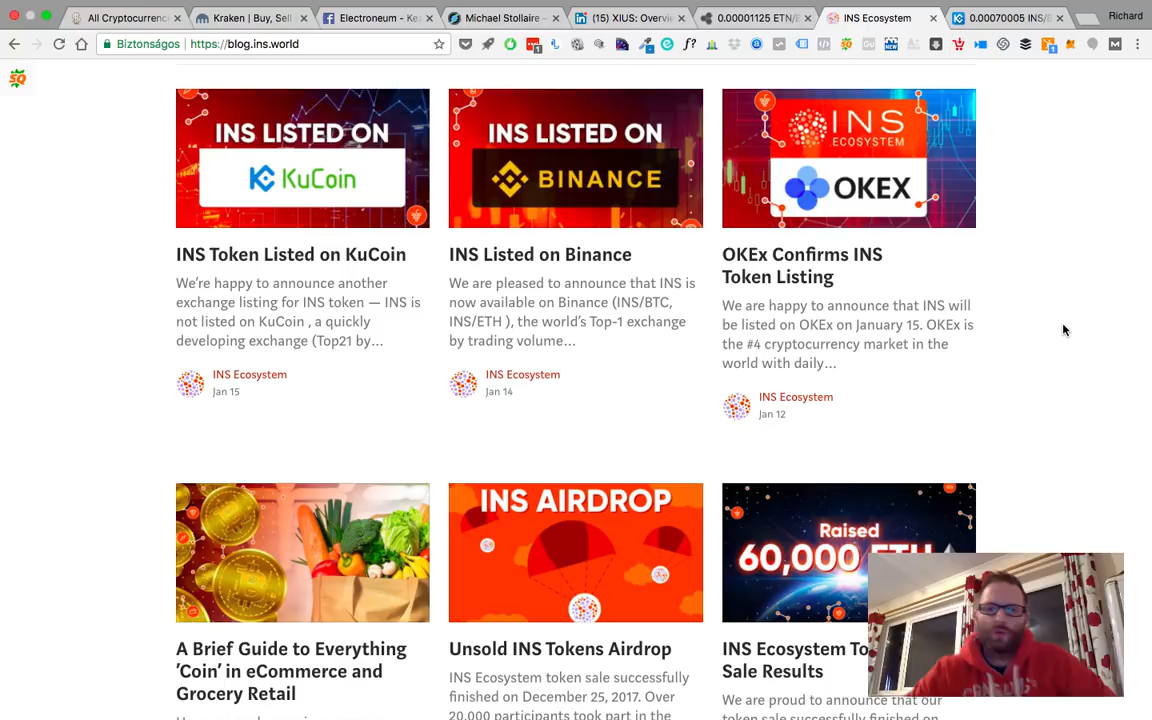 All Cryptocurrenc
Kraken | Buy, Sell
Electroneum - Ke
Michael Stollaire
(15) XIUS: Overvi
0.00001125 ETN/
INS Ecosystem
0.00070005 INS/
Richard
Biztonságos
https://blog.ins.world
SQ
INS LISTED ON
KuCoin
INS LISTED ON
BINANCE
INS
ECOSYSTEM
OKEX
INS Token Listed on KuCoin
We're happy to announce another
exchange listing for INS token — INS is
not listed on KuCoin , a quickly
developing exchange (Top21 by...
INS Ecosystem
Jan 15
INS Listed on Binance
We are pleased to announce that INS is
now available on Binance (INS/BTC,
INS/ETH ), the world's Top-1 exchange
by trading volume...
INS Ecosystem
Jan 14
OKEx Confirms INS
Token Listing
We are happy to announce that INS will
be listed on OKEx on January 15. OKEx is
the #4 cryptocurrency market in the
world with daily...
INS Ecosystem
Jan 12
INS AIRDROP
Raised
60,000 ETH
A Brief Guide to Everything
'Coin' in eCommerce and
Grocery Retail
Unsold INS Tokens Airdrop
INS Ecosystem token sale successfully
finished on December 25, 2017. Over
20,000 participants took part in the
INS Ecosystem To
Sale Results
We are proud to announce that our